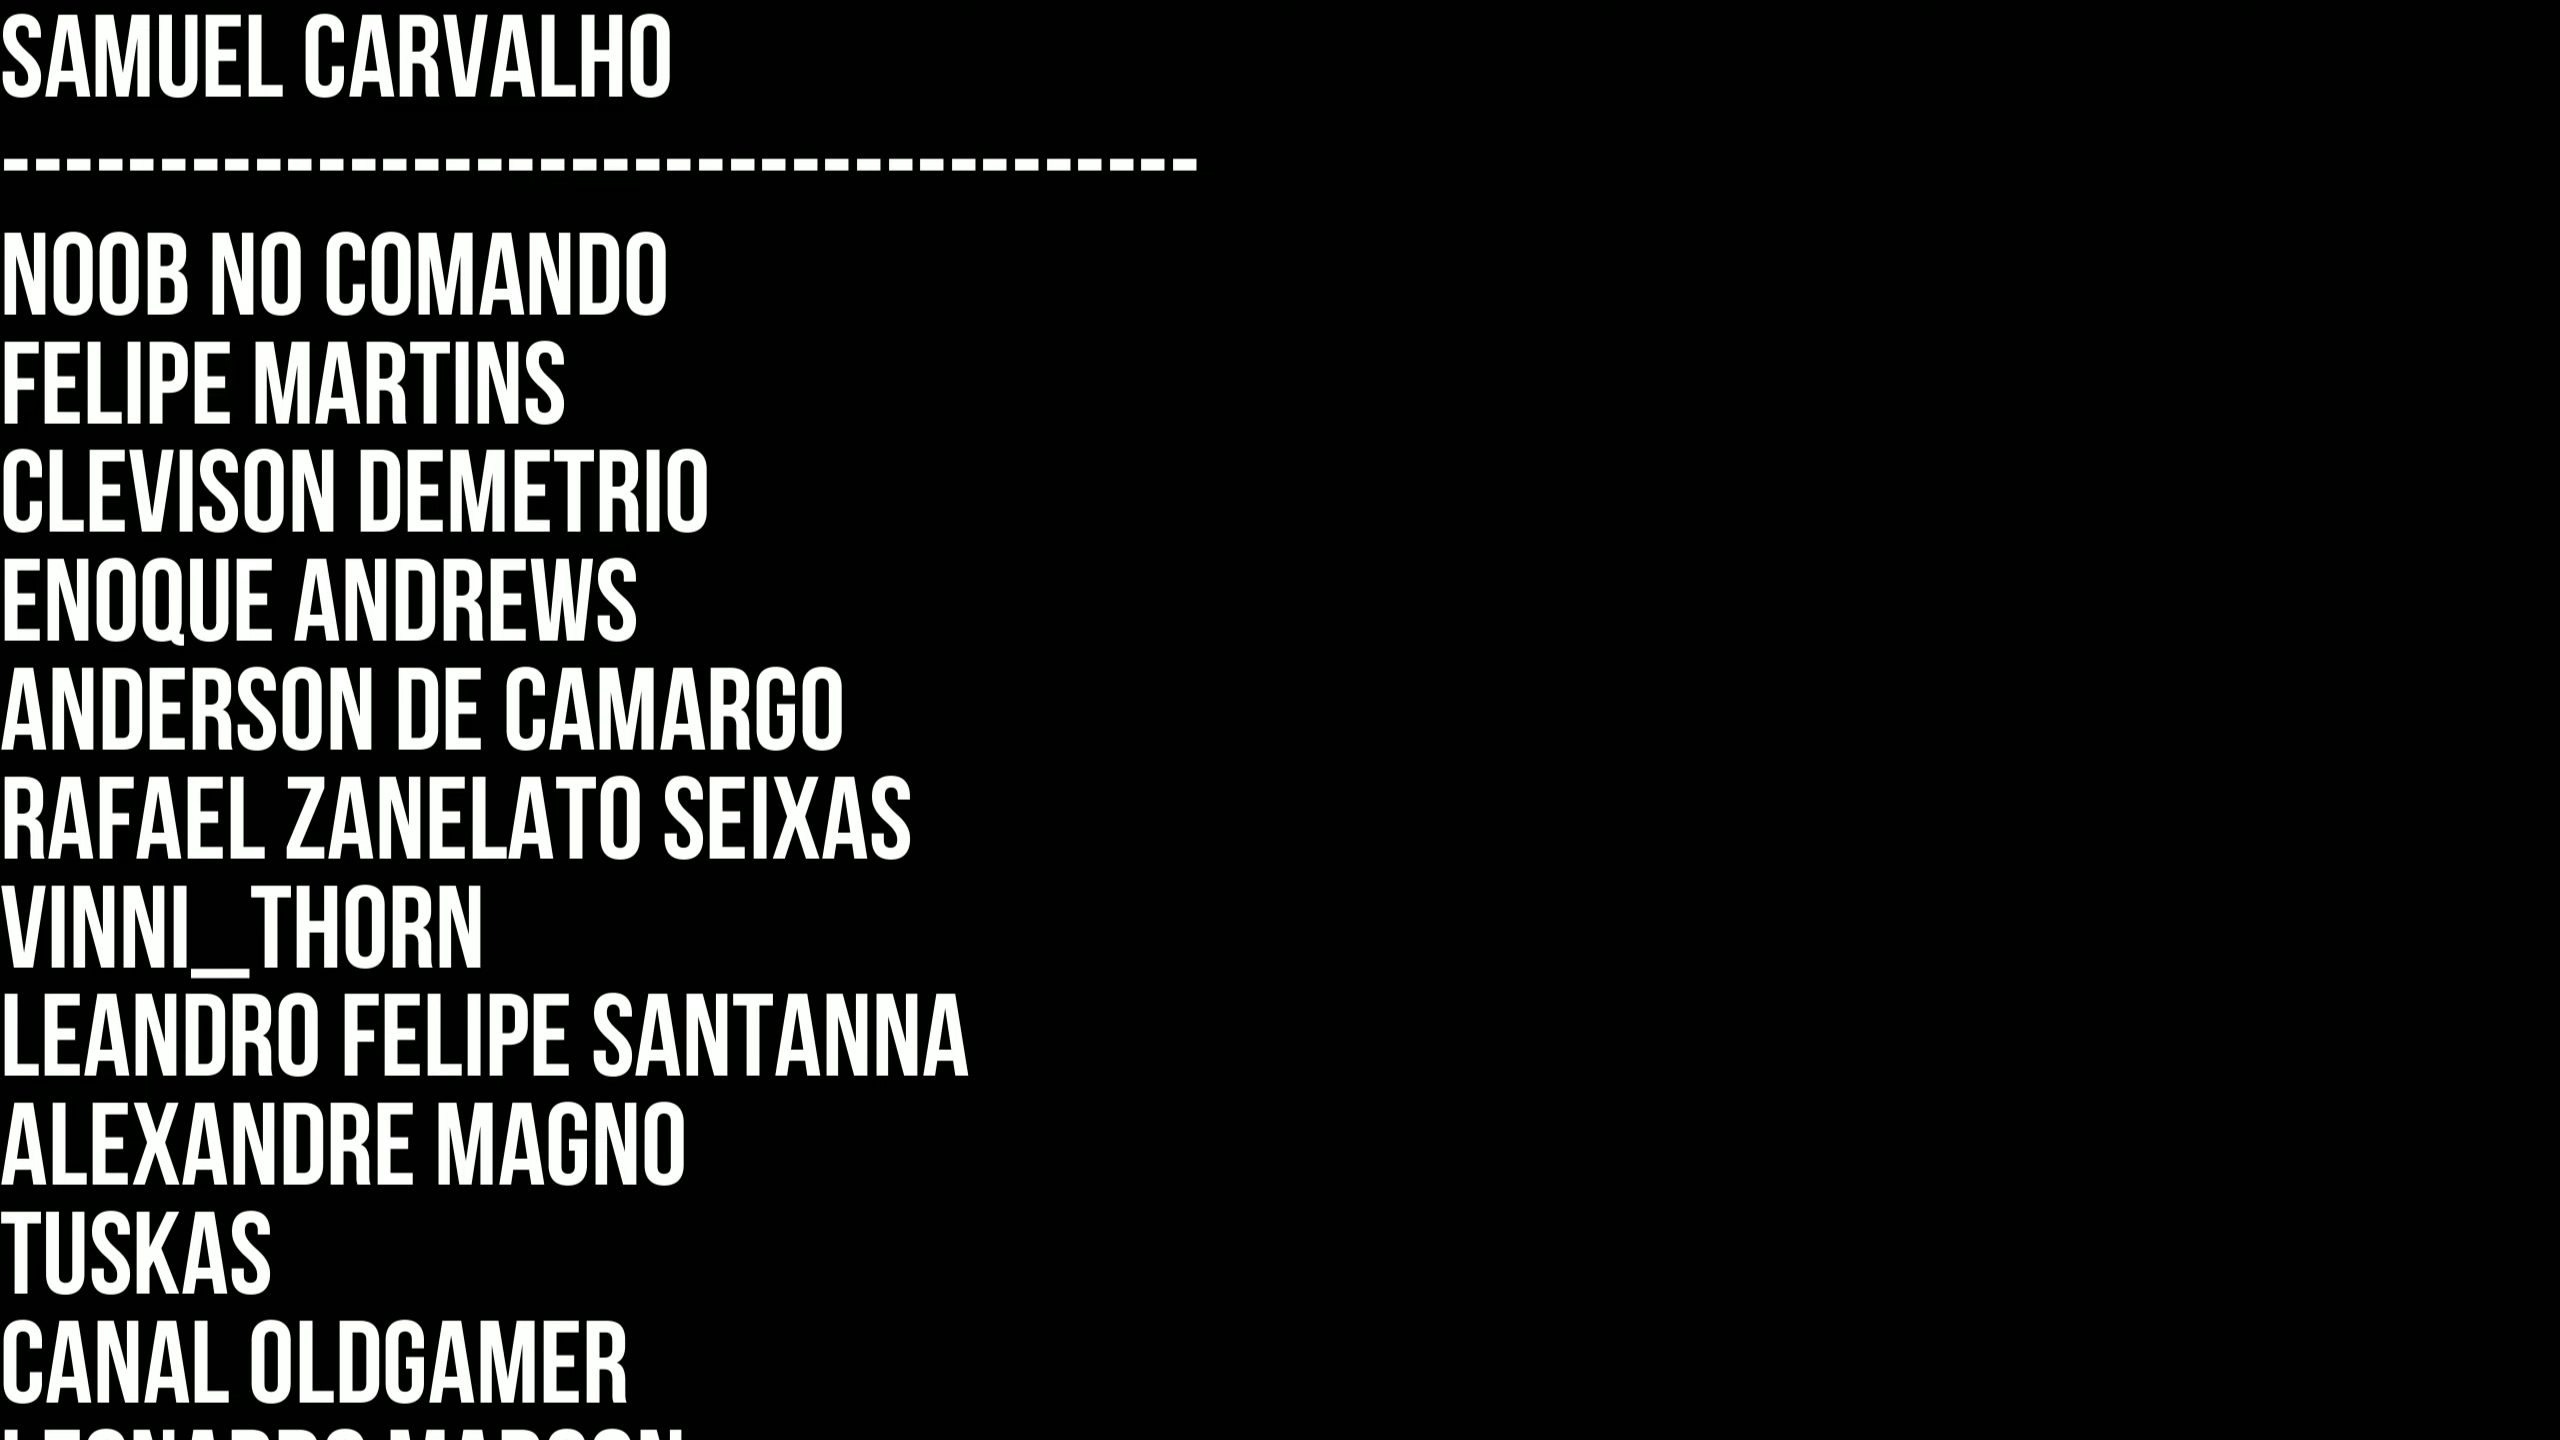 SAMUEL CARVALHO
--------------------------------------
NOOB NO COMANDO
FELIPE MARTINS
CLEVISON DEMETRIO
ENOQUE ANDREWS
ANDERSON DE CAMARGO
RAFAEL ZANELATO SEIXAS
VINNI_THORN
LEANDRO FELIPE SANTANNA
ALEXANDRE MAGNO
TUSKAS
CANAL OLDGAMER
LEONARDO